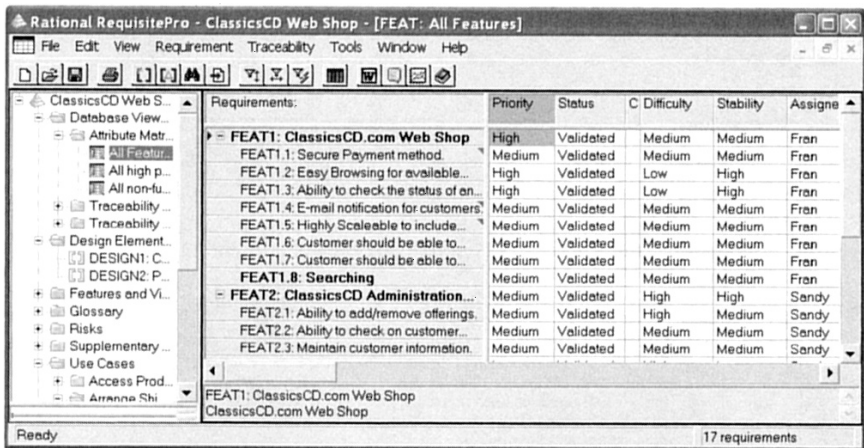 Rational RequisitePro - ClassicsCD Web Shop - [FEAT: All Features]
File Edit View Requirement Traceability Tools Window Help
ClassicsCD Web S...
Database View...
Attribute Matr...
All Featur...
All high p...
All non-fu...
Traceability ...
Traceability ...
Design Element...
DESIGN1: C...
DESIGN2: P...
Features and Vi...
Glossary
Risks
Supplementary ...
Use Cases
Access Prod...
Arrange Shi...
Requirements: Priority Status C Difficulty Stability Assigne
FEAT1: ClassicsCD.com Web Shop High Validated Medium Medium Fran
FEAT1.1: Secure Payment method. Medium Validated Medium Medium Fran
FEAT1.2: Easy Browsing for available... High Validated Low High Fran
FEAT1.3: Ability to check the status of an... High Validated Low High Fran
FEAT1.4: E-mail notification for customers Medium Validated Medium Medium Fran
FEAT1.5: Highly Scaleable to include... Medium Validated Medium Medium Fran
FEAT1.6: Customer should be able to... Medium Validated Medium Medium Fran
FEAT1.7: Customer should be able to... Medium Validated Medium Medium Fran
FEAT1.8: Searching Medium Validated Medium Medium Fran
FEAT2: ClassicsCD Administration... Medium Validated High High Sandy
FEAT2.1: Ability to add/remove offerings. Medium Validated High Medium Sandy
FEAT2.2: Ability to check on customer... Medium Validated Medium Medium Sandy
FEAT2.3: Maintain customer information. Medium Validated Medium Medium Sandy
FEAT1: ClassicsCD.com Web Shop
ClassicsCD.com Web Shop
Ready 17 requirements